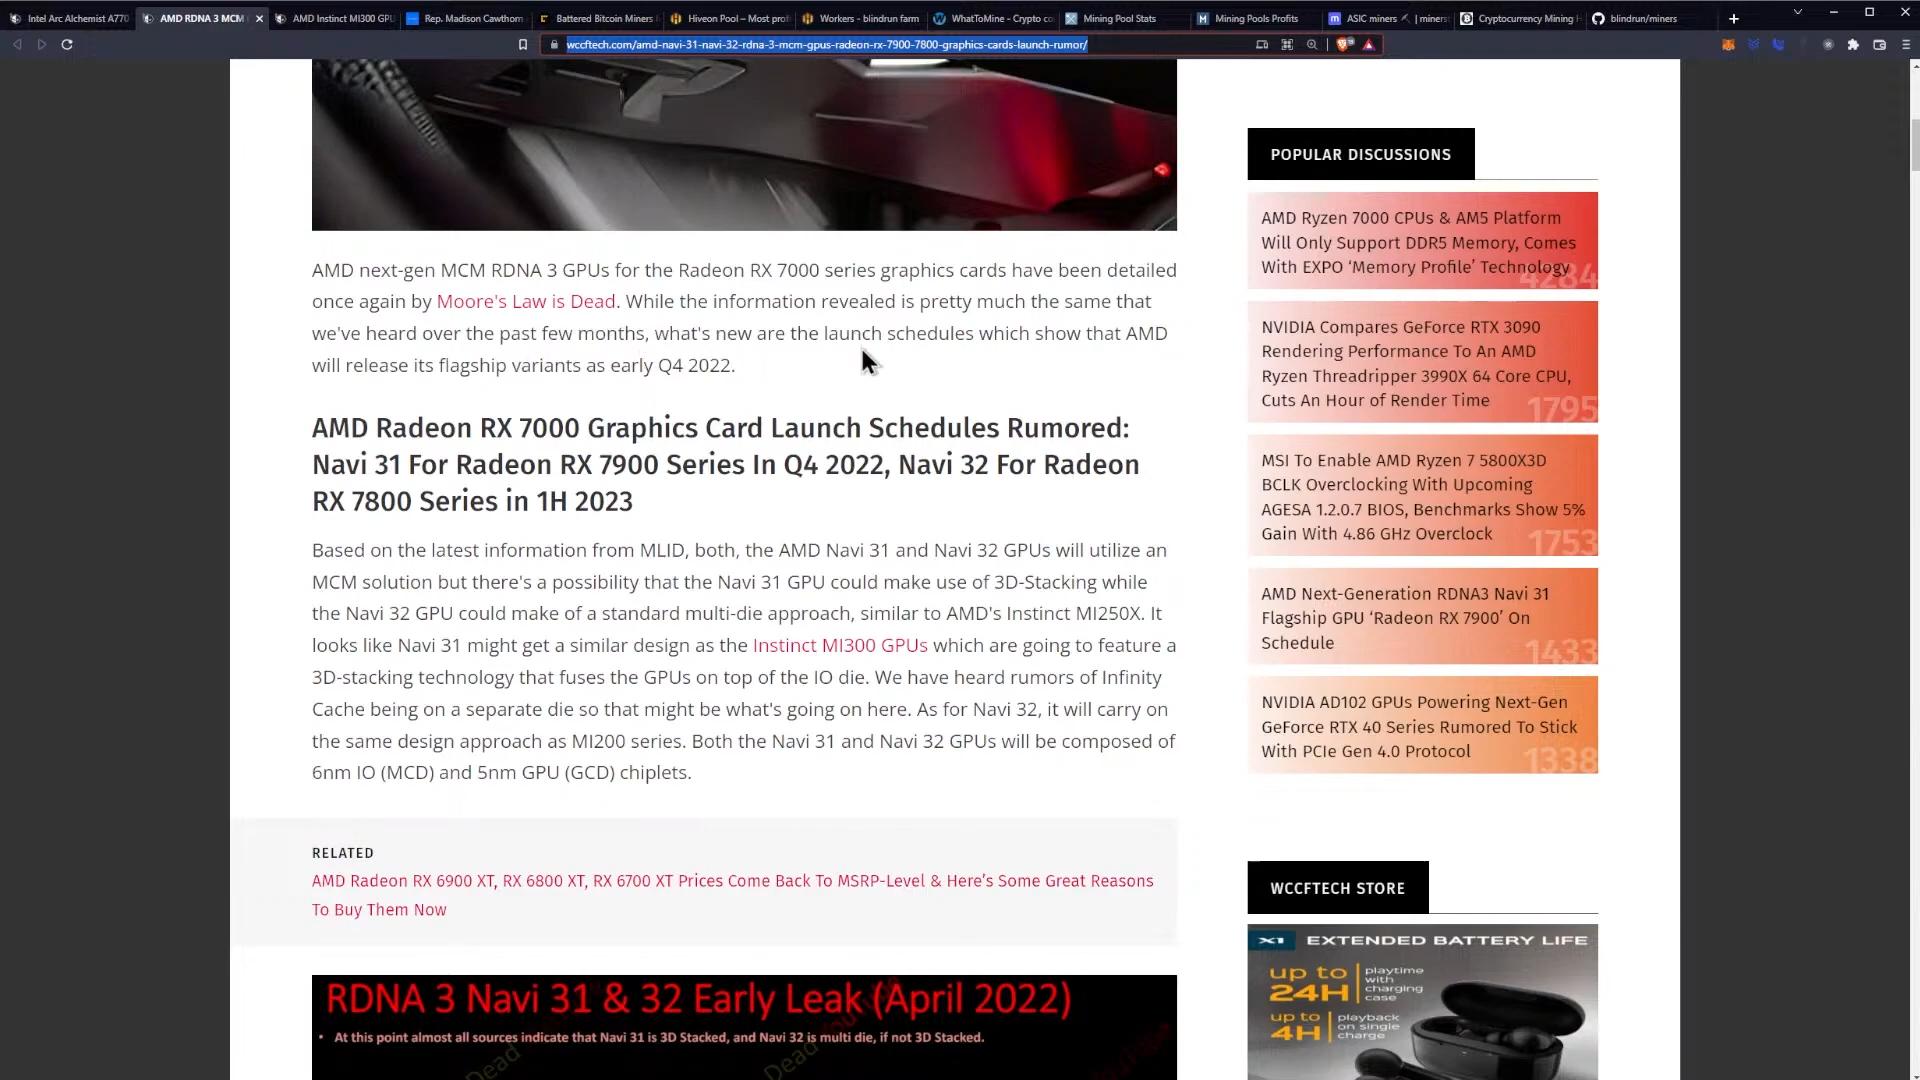 Intel Arc Alchemist A770
AMD RDNA 3 MCM
AMD Instinct MI300 GPU
Rep. Madison Cawthorn
Battered Bitcoin Miners
Hiveon Pool – Most prof
Workers - blindrun farm
WhatToMine - Crypto co
Mining Pool Stats
Mining Pools Profits
ASIC miners
Cryptocurrency Mining
blindrun/miners
wccftech.com/amd-navi-31-navi-32-rdna-3-mcm-gpus-radeon-rx-7900-7800-graphics-cards-launch-rumor/
AMD next-gen MCM RDNA 3 GPUs for the Radeon RX 7000 series graphics cards have been detailed
once again by Moore's Law is Dead. While the information revealed is pretty much the same that
we've heard over the past few months, what's new are the launch schedules which show that AMD
will release its flagship variants as early Q4 2022.
AMD Radeon RX 7000 Graphics Card Launch Schedules Rumored:
Navi 31 For Radeon RX 7900 Series In Q4 2022, Navi 32 For Radeon
RX 7800 Series in 1H 2023
Based on the latest information from MLID, both, the AMD Navi 31 and Navi 32 GPUs will utilize an
MCM solution but there's a possibility that the Navi 31 GPU could make use of 3D-Stacking while
the Navi 32 GPU could make of a standard multi-die approach, similar to AMD's Instinct MI250X. It
looks like Navi 31 might get a similar design as the Instinct MI300 GPUs which are going to feature a
3D-stacking technology that fuses the GPUs on top of the IO die. We have heard rumors of Infinity
Cache being on a separate die so that might be what's going on here. As for Navi 32, it will carry on
the same design approach as MI200 series. Both the Navi 31 and Navi 32 GPUs will be composed of
6nm IO (MCD) and 5nm GPU (GCD) chiplets.
RELATED
AMD Radeon RX 6900 XT, RX 6800 XT, RX 6700 XT Prices Come Back To MSRP-Level & Here's Some Great Reasons
To Buy Them Now
RDNA 3 Navi 31 & 32 Early Leak (April 2022)
• At this point almost all sources indicate that Navi 31 is 3D Stacked, and Navi 32 is multi die, if not 3D Stacked.
Dead
Dead
POPULAR DISCUSSIONS
AMD Ryzen 7000 CPUs & AM5 Platform
Will Only Support DDR5 Memory, Comes
With EXPO ‘Memory Profile’ Technology
4284
NVIDIA Compares GeForce RTX 3090
Rendering Performance To An AMD
Ryzen Threadripper 3990X 64 Core CPU,
Cuts An Hour of Render Time
1795
MSI To Enable AMD Ryzen 7 5800X3D
BCLK Overclocking With Upcoming
AGESA 1.2.0.7 BIOS, Benchmarks Show 5%
Gain With 4.86 GHz Overclock
1753
AMD Next-Generation RDNA3 Navi 31
Flagship GPU ‘Radeon RX 7900’ On
Schedule
1433
NVIDIA AD102 GPUs Powering Next-Gen
GeForce RTX 40 Series Rumored To Stick
With PCIe Gen 4.0 Protocol
1338
WCCFTECH STORE
X1 EXTENDED BATTERY LIFE
up to
24H
playtime
with
charging
case
up to
4H
playback
on single
charge